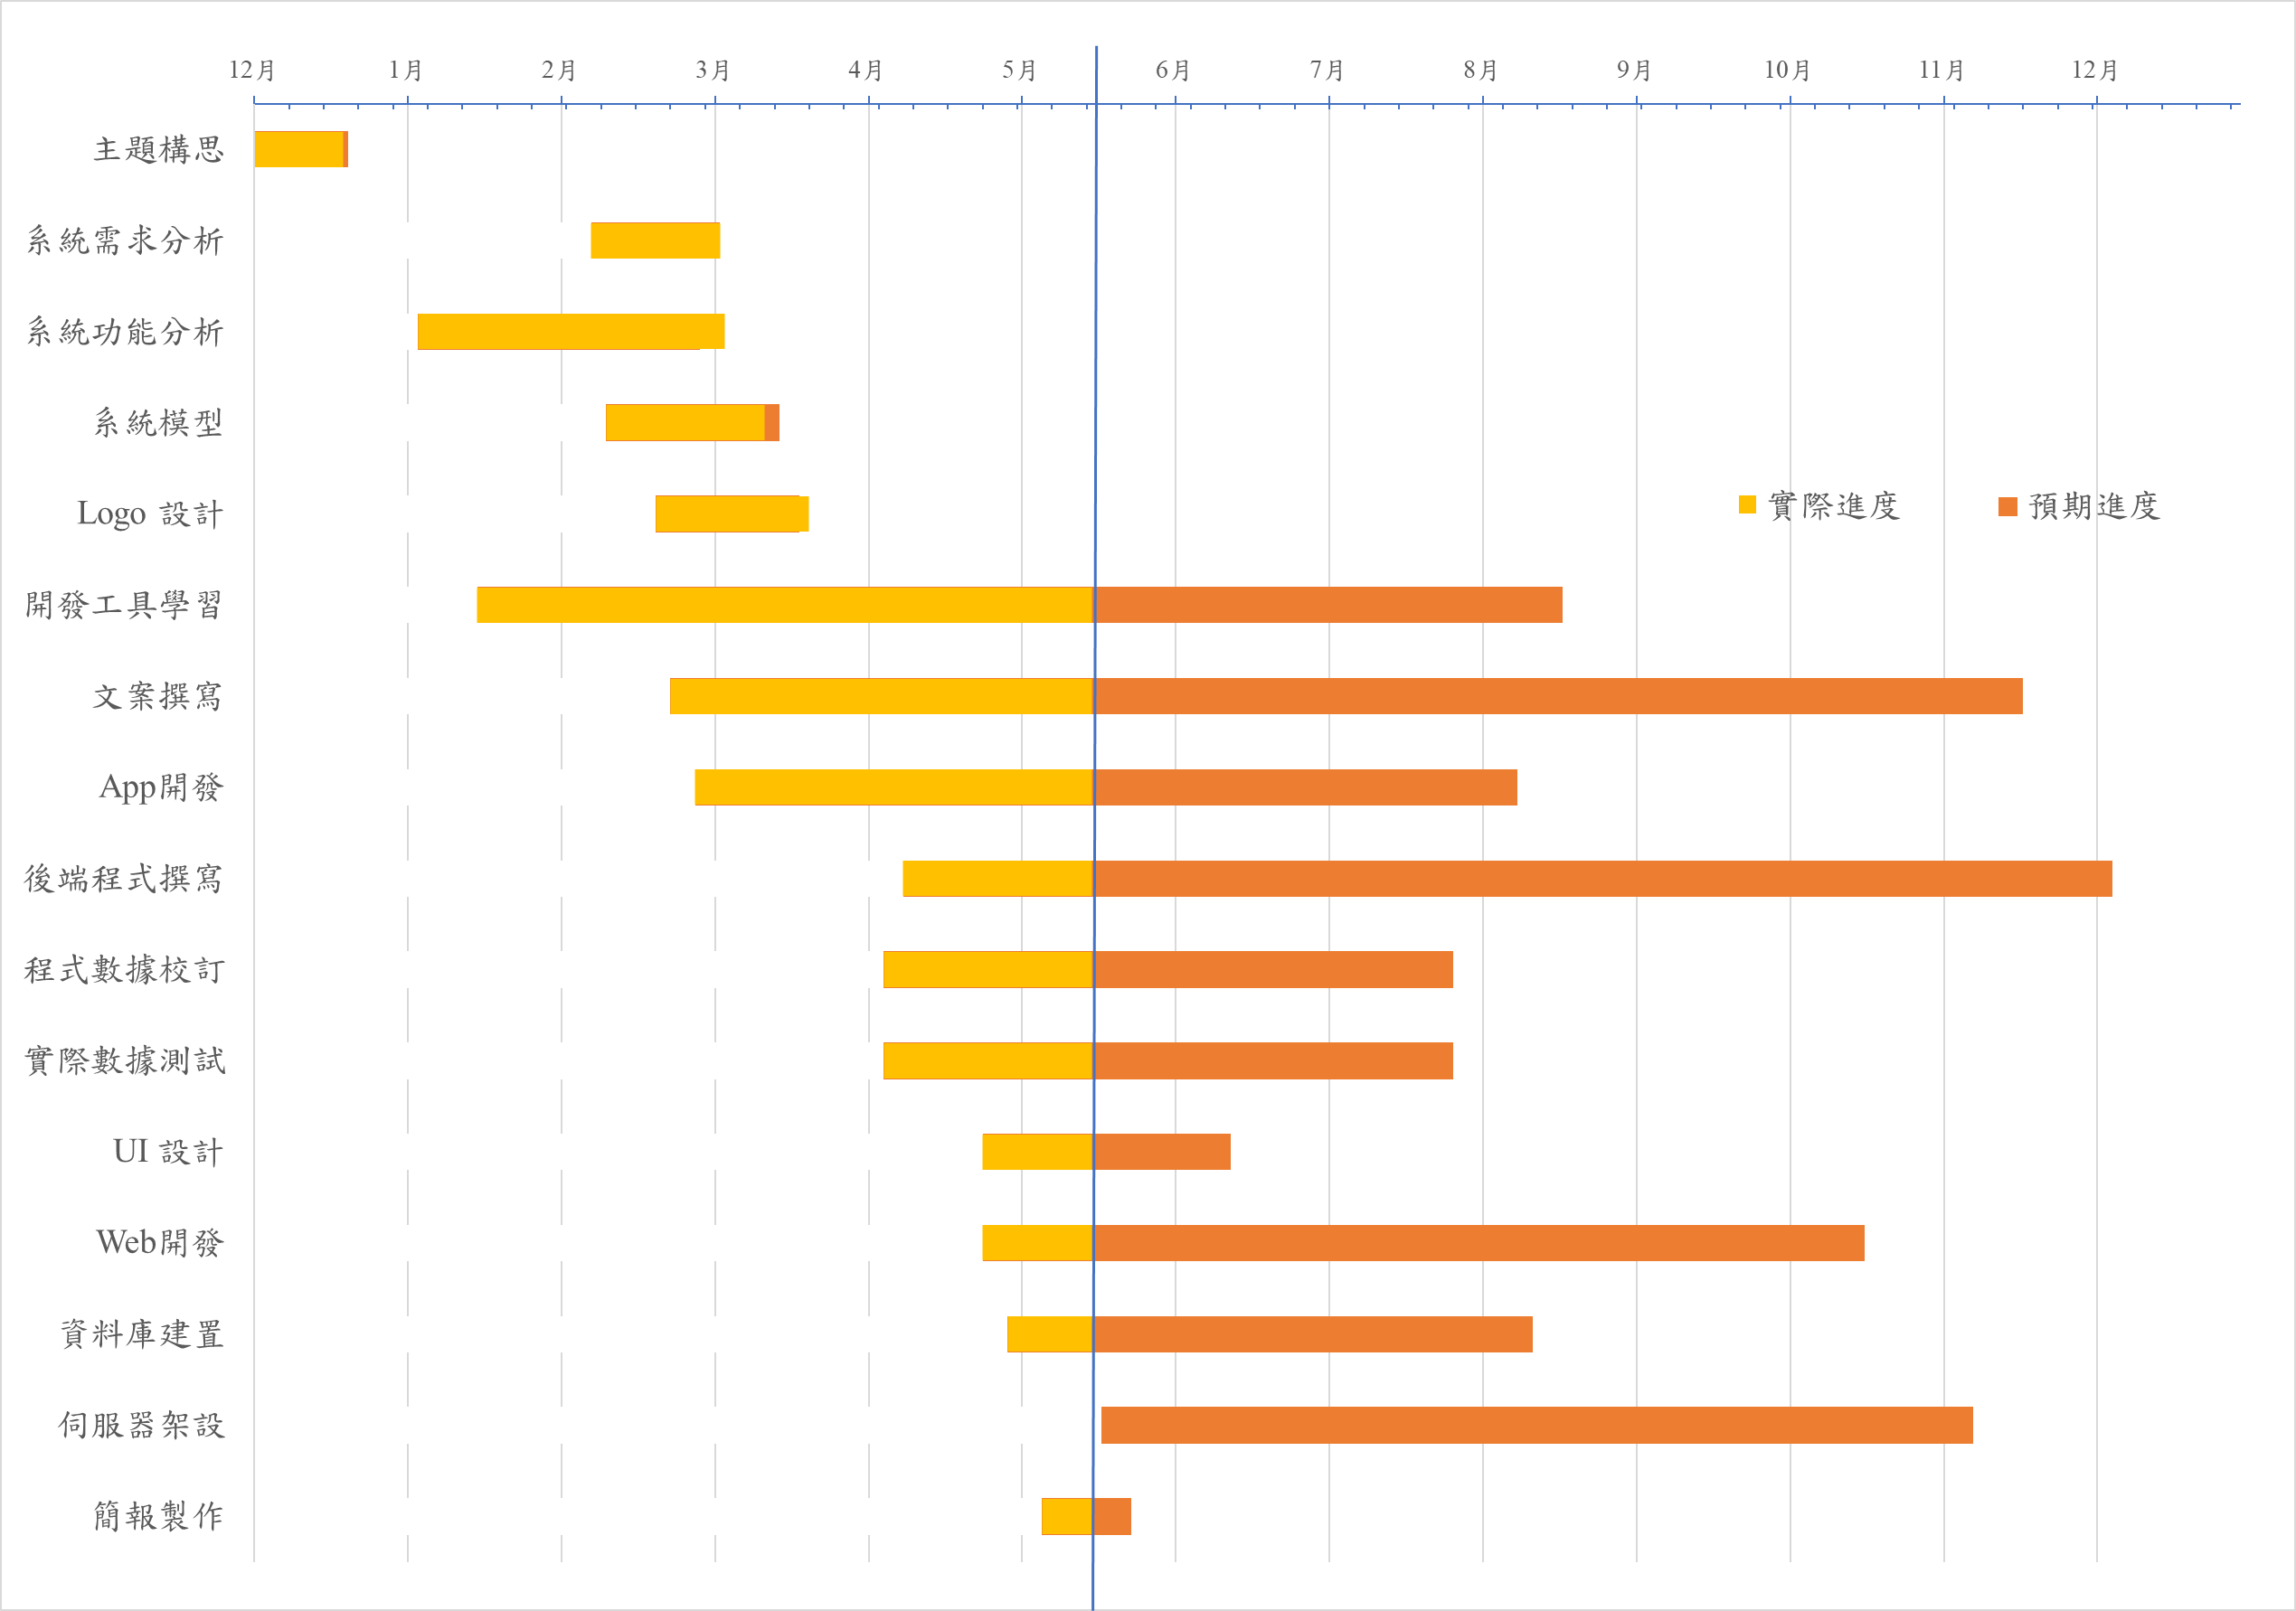 12月 1月 2月 3月 4月 5月 6月 7月 8月 9月 10月 11月 12月
主題構思
系統需求分析
系統功能分析
系統模型
Logo 設計
實際進度 預期進度
開發工具學習
文案撰寫
App開發
後端程式撰寫
程式數據校訂
實際數據測試
UI 設計
Web開發
資料庫建置
伺服器架設
簡報製作